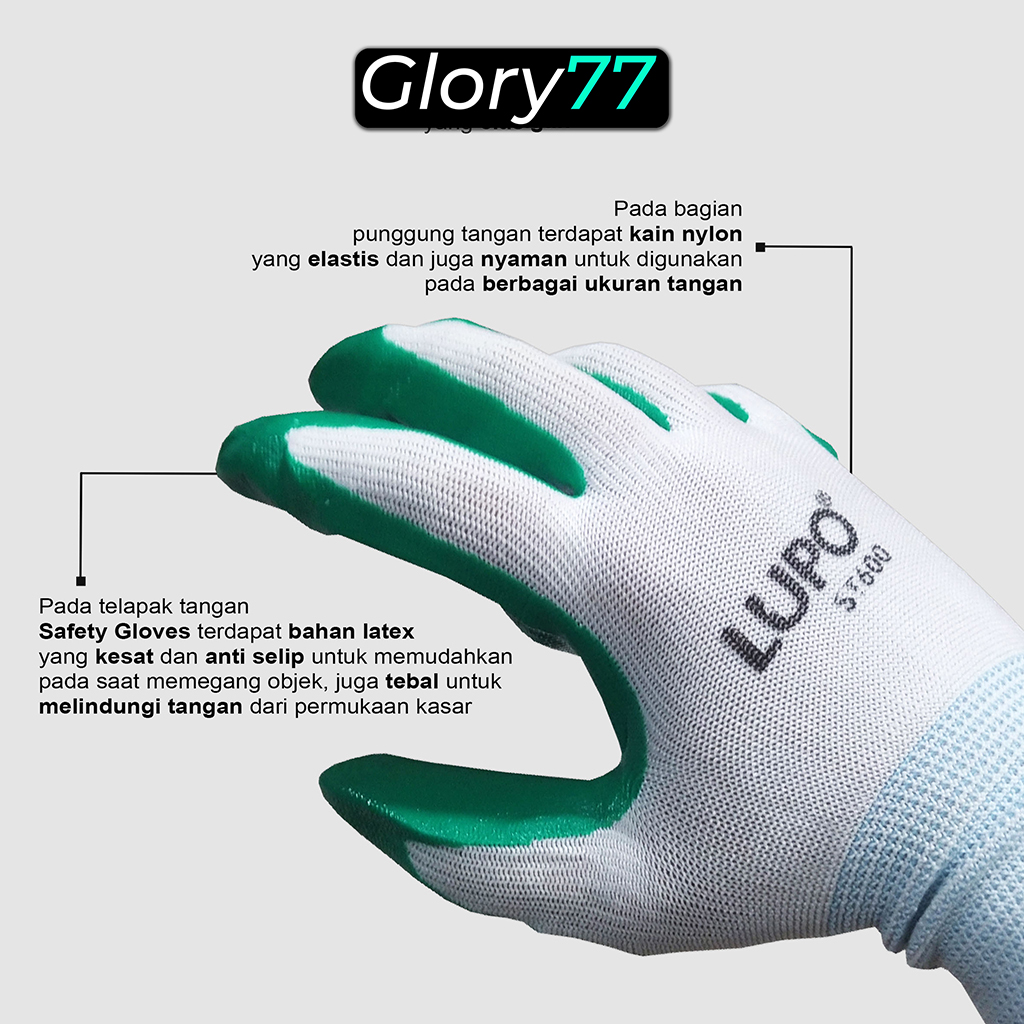 Glory77
Pada bagian
punggung tangan terdapat kain nylon
yang elastis dan juga nyaman untuk digunakan
pada berbagai ukuran tangan
LUPO®
Pada telapak tangan
Safety Gloves terdapat bahan latex
yang kesat dan anti selip untuk memudahkan
pada saat memegang objek, juga tebal untuk
melindungi tangan dari permukaan kasar